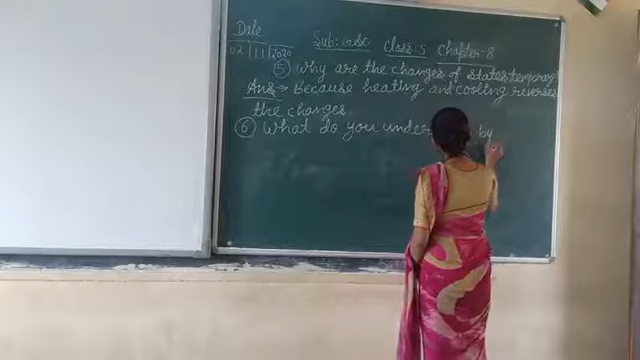 Date
02/11/2020
Sub: Class-5 Chapter-8
5 Why are the changes of states temporary
Ans→ Because heating and cooling reverses
the changes
6 What do you under by